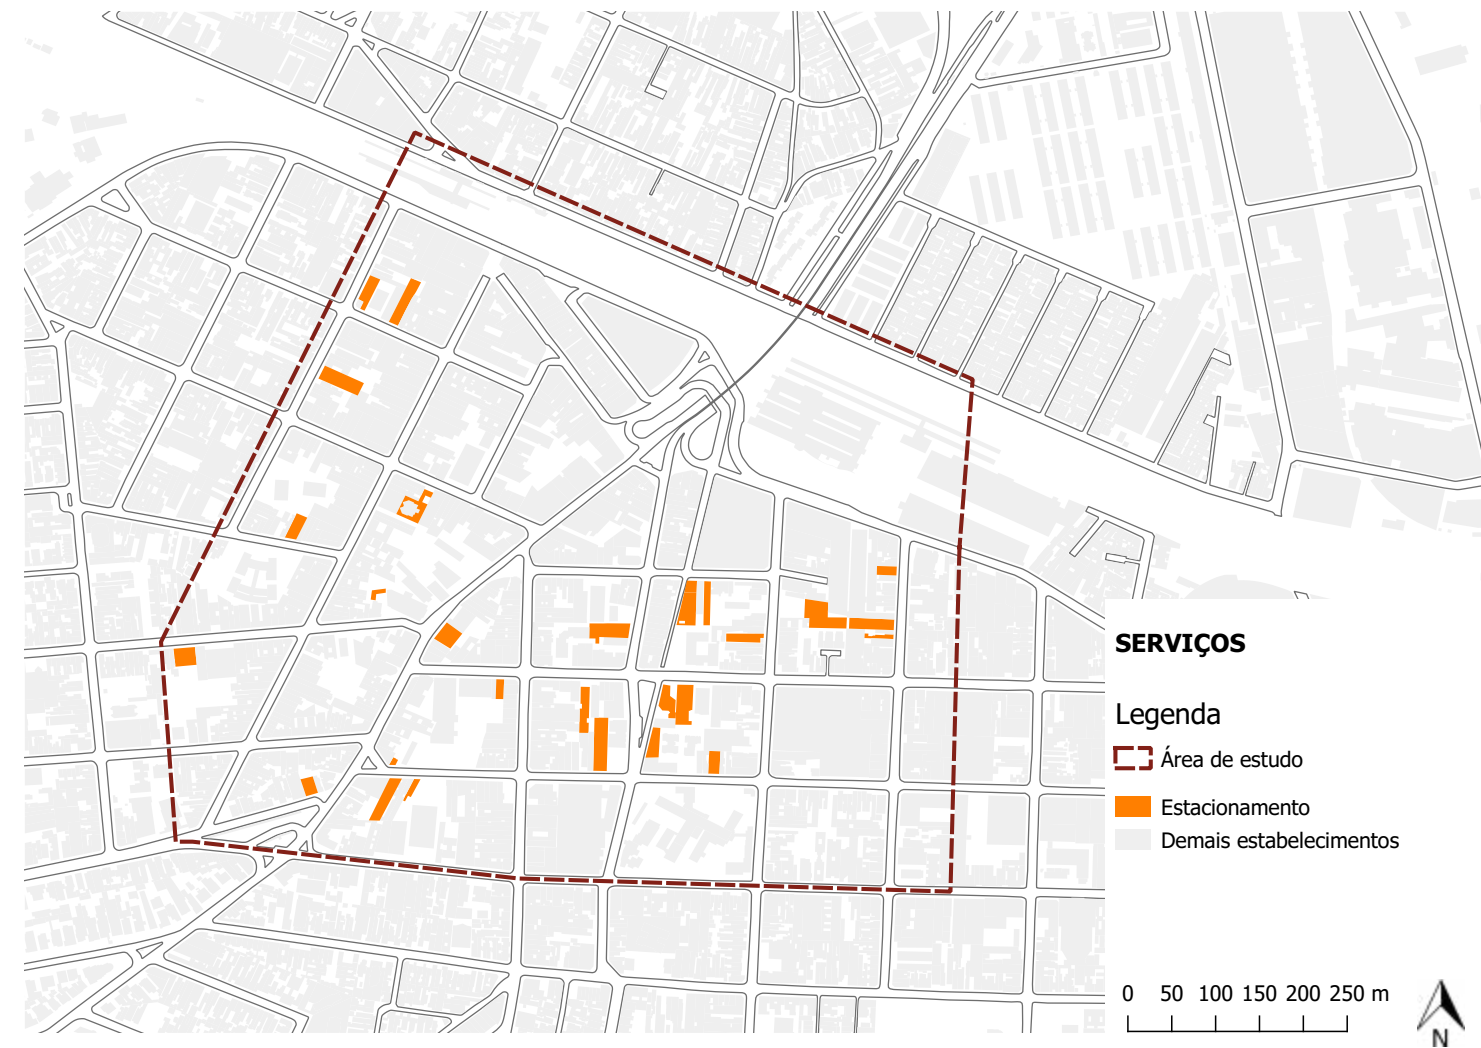 SERVIÇOS
Legenda
Área de estudo
Estacionamento
Demais estabelecimentos
0 50 100 150 200 250 m
N